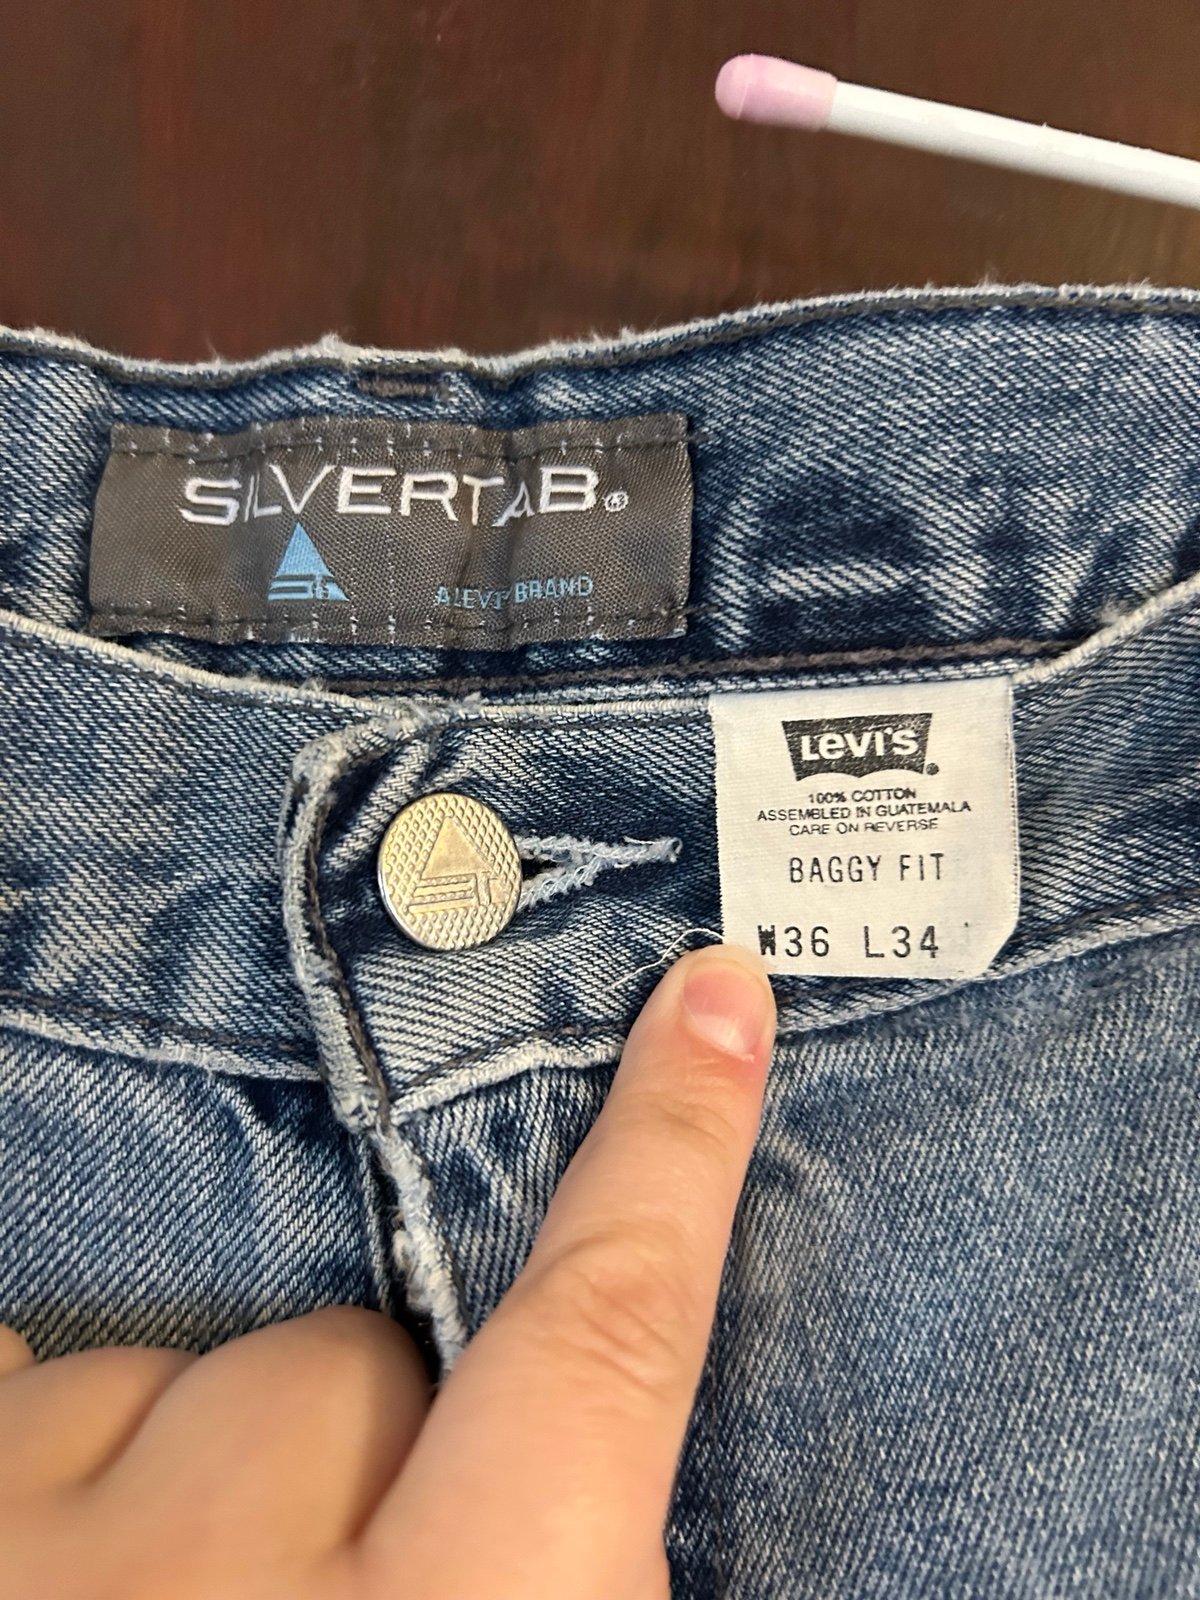 SILVERTAB®
A LEVI'S BRAND
LEVI'S
100% COTTON
ASSEMBLED IN GUATEMALA
CARE ON REVERSE
BAGGY FIT
W36 L34